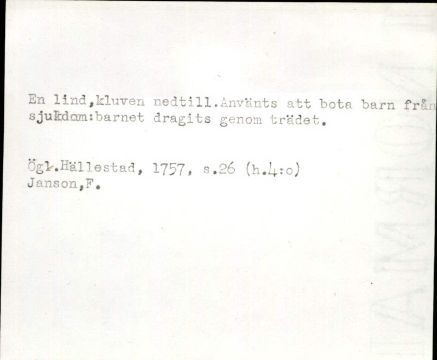 En lind,kluven nedtill.Använts att bota barn från
sjukdom:barnet dragits genom trädet.
Ögl.Hällestad, 1757, s.26 (h.4:o)
Janson,F.